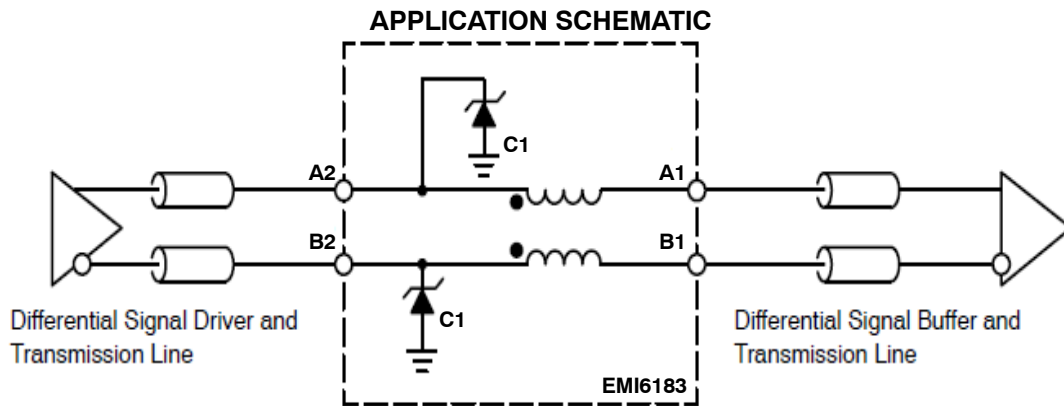 APPLICATION SCHEMATIC
C1
A2
A1
B2
B1
C1
Differential Signal Driver and
Transmission Line
Differential Signal Buffer and
Transmission Line
EMI6183